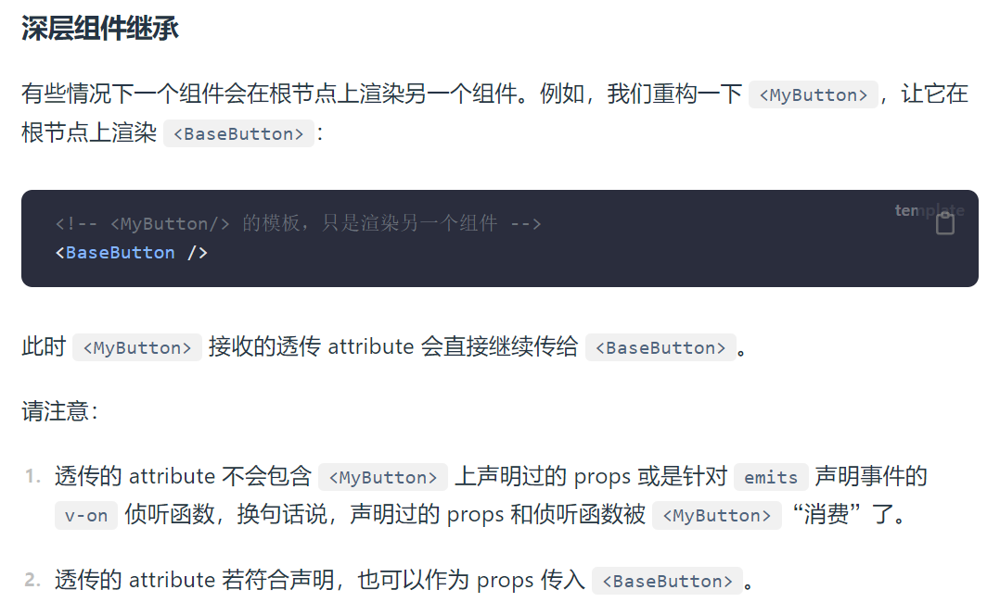 深层组件继承
有些情况下一个组件会在根节点上渲染另一个组件。例如，我们重构一下 <MyButton>，让它在
根节点上渲染 <BaseButton>：
template
<!-- <MyButton/> 的模板，只是渲染另一个组件 -->
<BaseButton />
此时 <MyButton> 接收的透传 attribute 会直接继续传给 <BaseButton>。
请注意：
1. 透传的 attribute 不会包含 <MyButton> 上声明过的 props 或是针对 emits 声明事件的
v-on 侦听函数，换句话说，声明过的 props 和侦听函数被 <MyButton>“消费”了。
2. 透传的 attribute 若符合声明，也可以作为 props 传入 <BaseButton>。